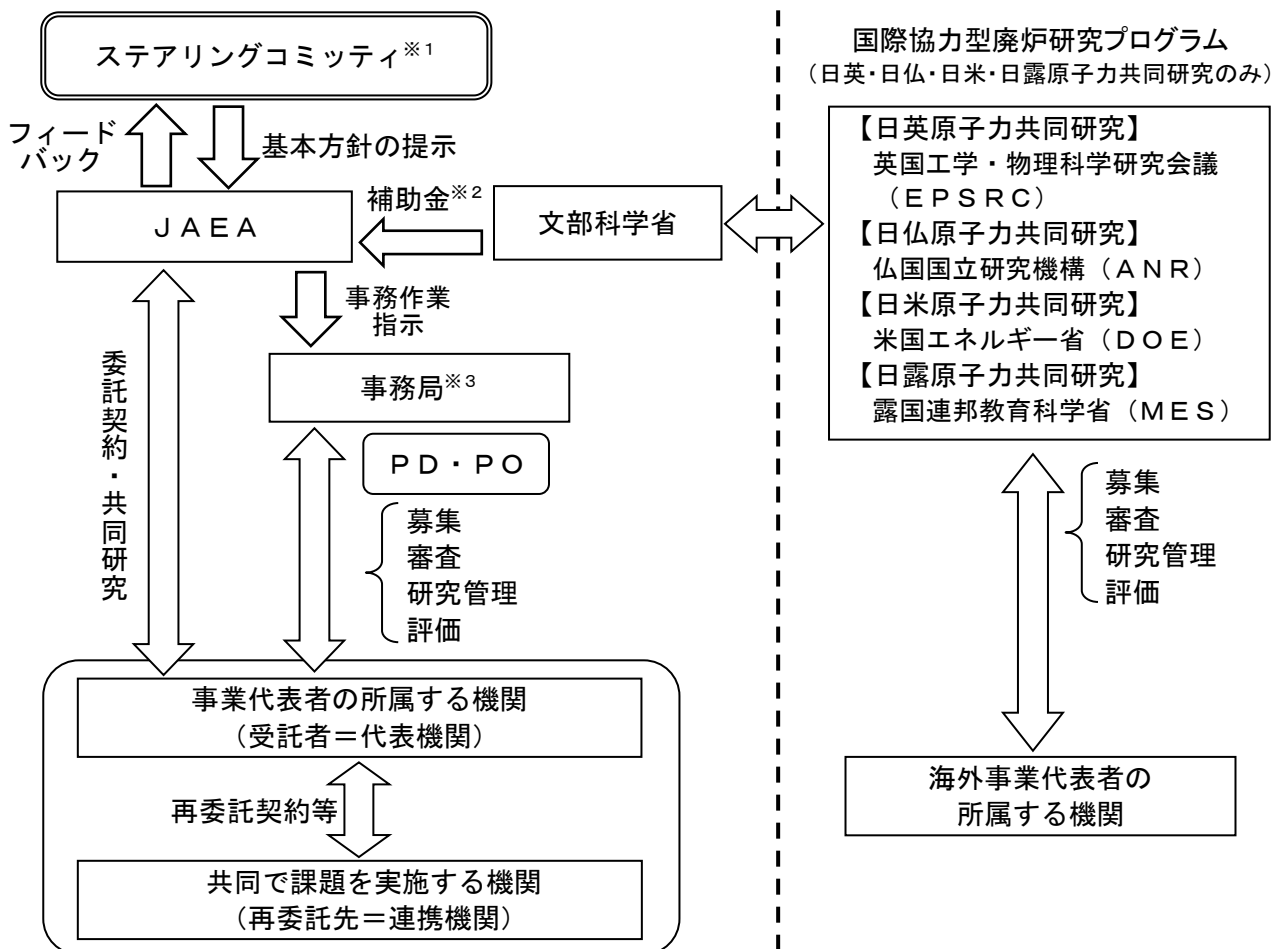 ステアリングコミッティ※1
フィード
バック
基本方針の提示
JAEA
補助金※2
文部科学省
事務作業
指示
事務局※3
委託契約・共同研究
PD・PO
募集
審査
研究管理
評価
事業代表者の所属する機関
(受託者=代表機関)
再委託契約等
共同で課題を実施する機関
(再委託先=連携機関)
国際協力型廃炉研究プログラム
(日英・日仏・日米・日露原子力共同研究のみ)
【日英原子力共同研究】
英国工学・物理科学研究会議
(EPSRC)
【日仏原子力共同研究】
仏国国立研究機構(ANR)
【日米原子力共同研究】
米国エネルギー省(DOE)
【日露原子力共同研究】
露国連邦教育科学省(MES)
募集
審査
研究管理
評価
海外事業代表者の
所属する機関